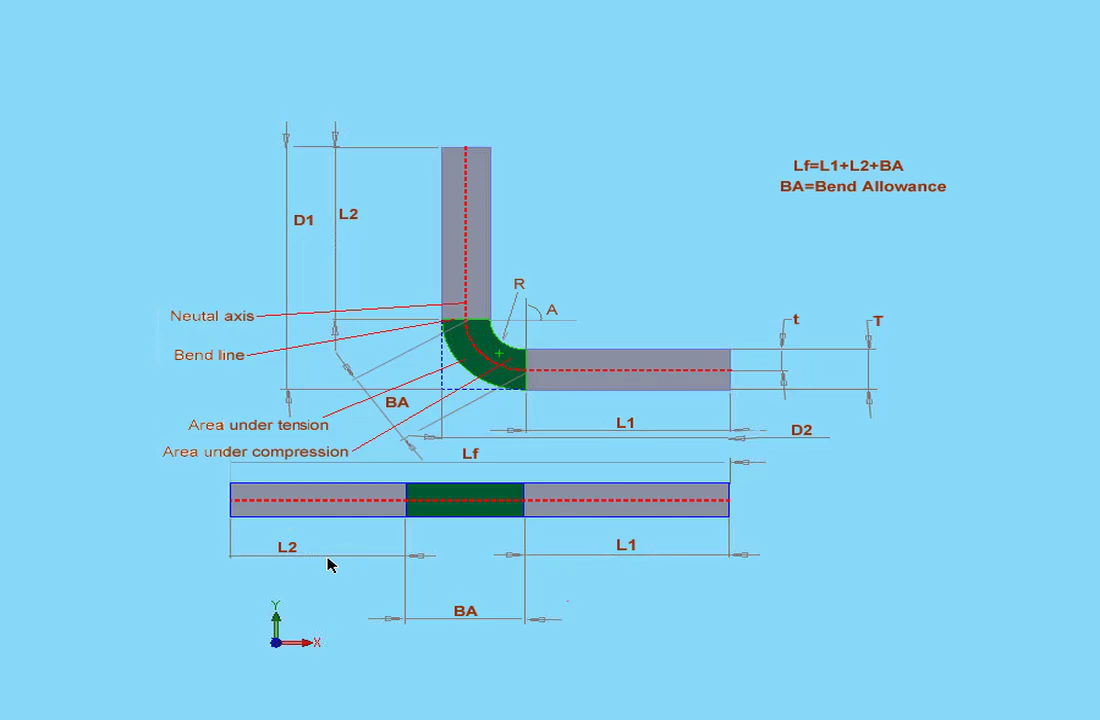 Lf=L1+L2+BA
BA=Bend Allowance
D1
L2
R
A
Neutal axis
t
T
Bend line
BA
Area under tension
L1
D2
Area under compression
Lf
L2
L1
BA
Y
X